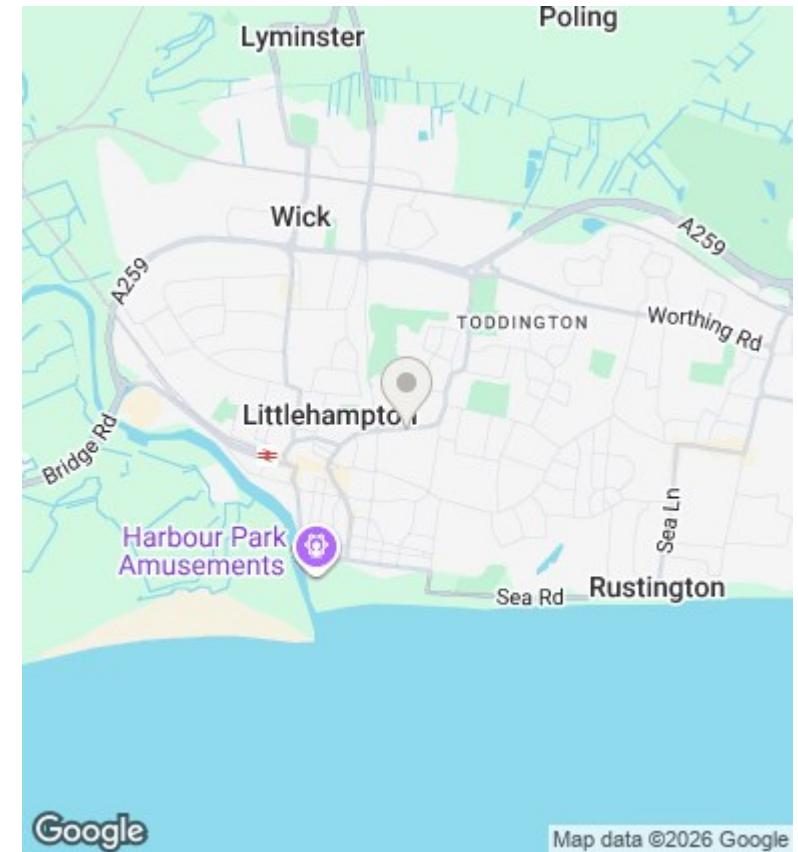 Poling
Lyminster
Wick
A259
A259
TODDINGTON
Worthing Rd
Littlehampton
Bridge Rd
Sea Ln
Harbour Park
Amusements
Rustington
Sea Rd
Google
Map data ©2026 Google